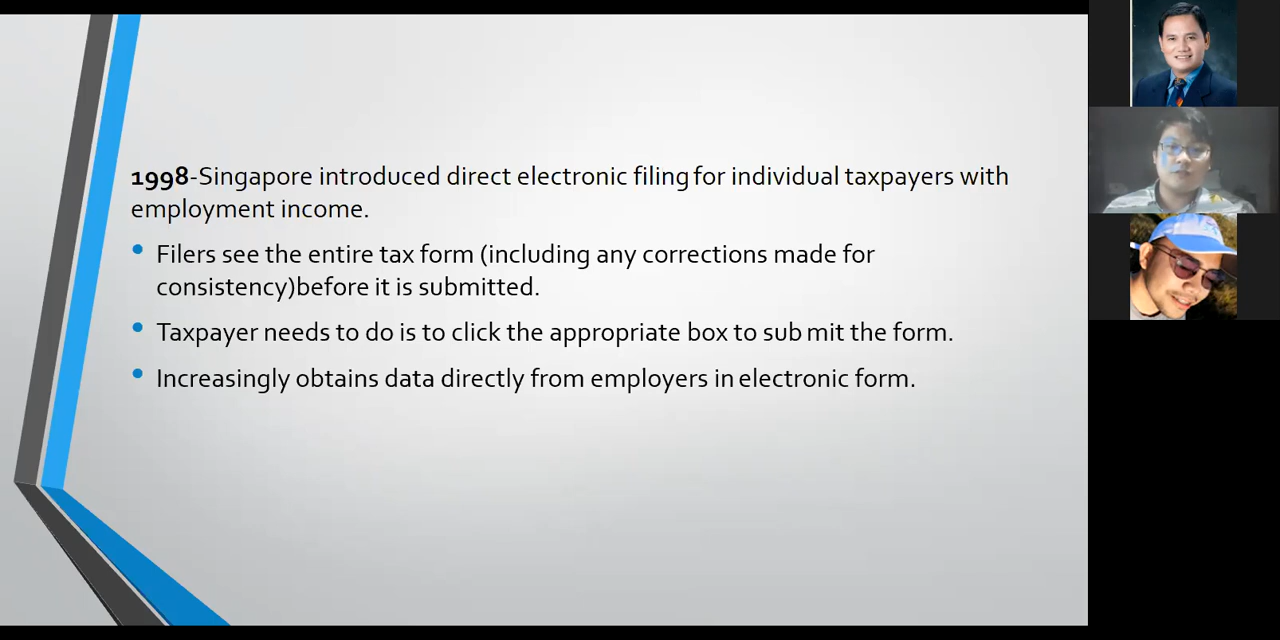 1998-Singapore introduced direct electronic filing for individual taxpayers with
employment income.
Filers see the entire tax form (including any corrections made for
consistency)before it is submitted.
Taxpayer needs to do is to click the appropriate box to submit the form.
Increasingly obtains data directly from employers in electronic form.